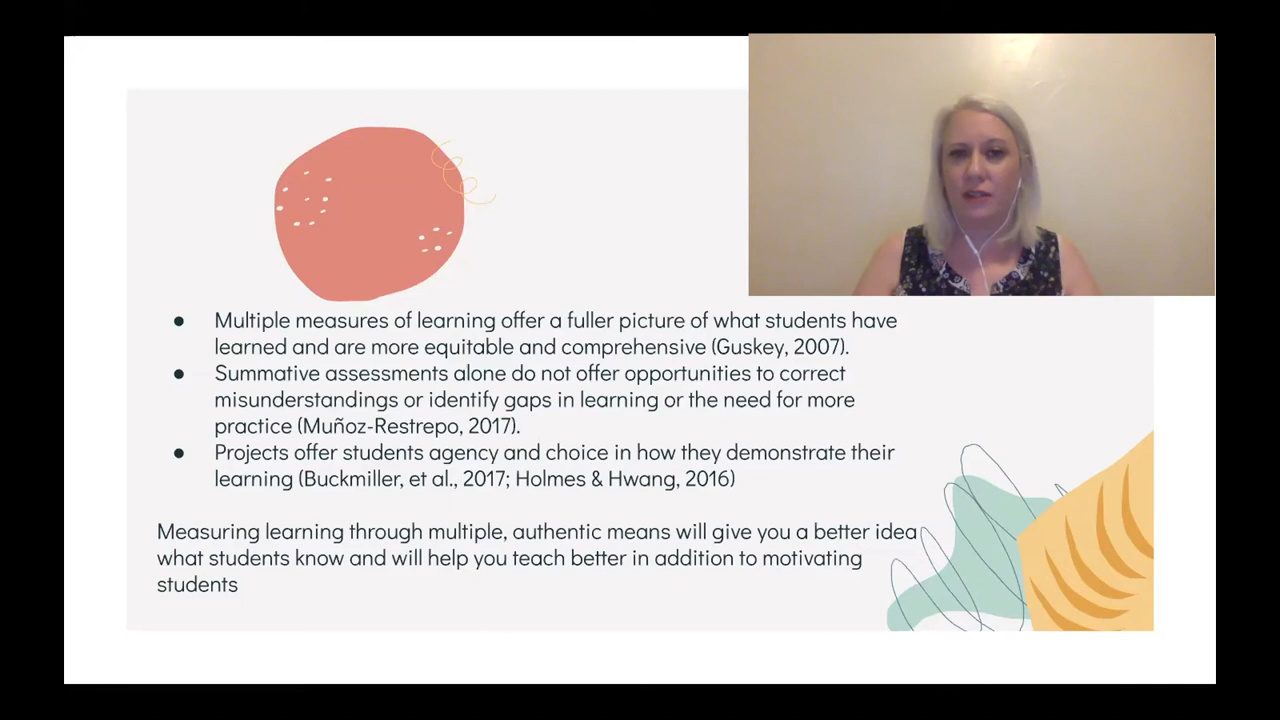 ● Multiple measures of learning offer a fuller picture of what students have
learned and are more equitable and comprehensive (Guskey, 2007).
● Summative assessments alone do not offer opportunities to correct
misunderstandings or identify gaps in learning or the need for more
practice (Muñoz-Restrepo, 2017).
● Projects offer students agency and choice in how they demonstrate their
learning (Buckmiller, et al., 2017; Holmes & Hwang, 2016)
Measuring learning through multiple, authentic means will give you a better idea
what students know and will help you teach better in addition to motivating
students